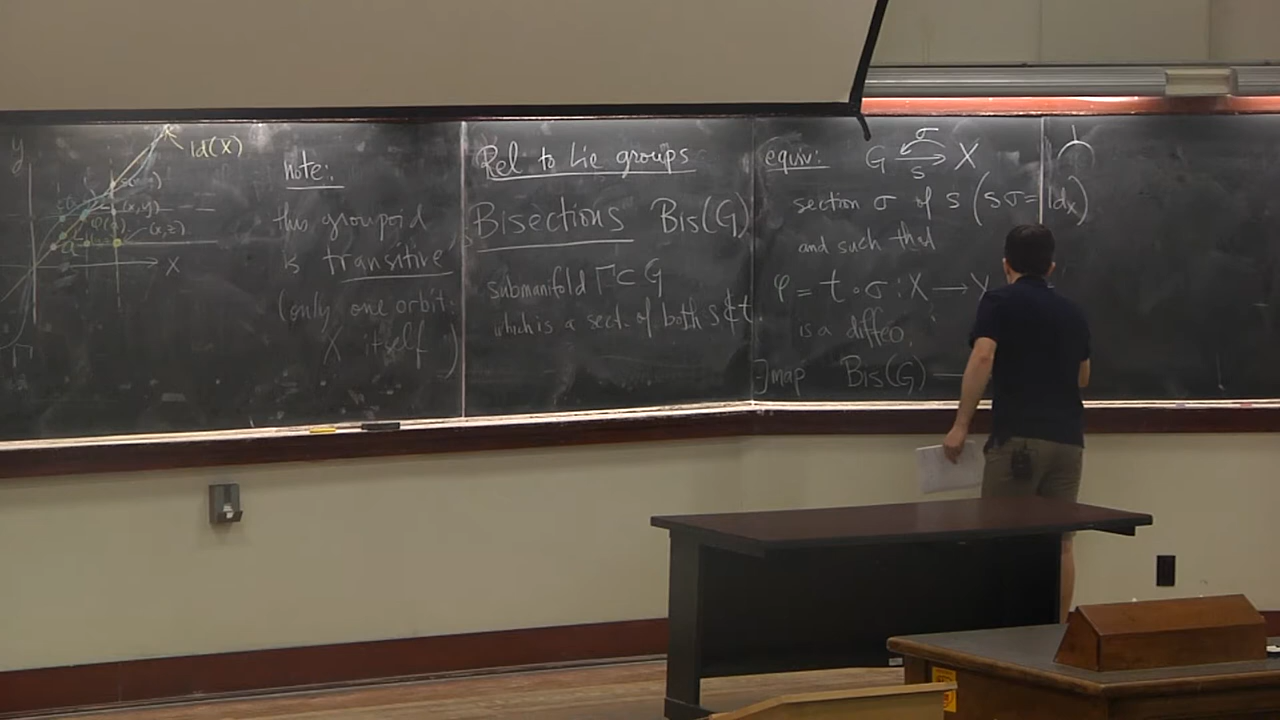 y
Id(X)
(x,y)
(x,z)
X
note:
this groupoid
is transitive
(only one orbit:
X itself)
Rel to Lie groups
Bisections Bis(G)
submanifold Γ⊂G
which is a sect. of both s&t.
equiv: G σ s X
section σ of s (sσ=Idx)
and such that
φ = t∘σ : X →
is a diffeo.
∃ map Bis(G) —